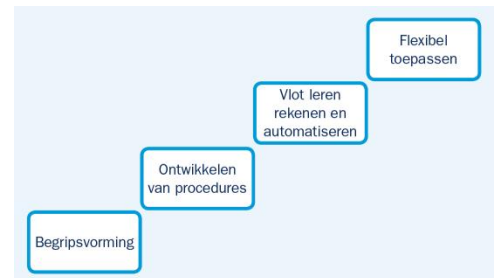 Flexibel
toepassen
Vlot leren
rekenen en
automatiseren
Ontwikkelen
van procedures
Begripsvorming